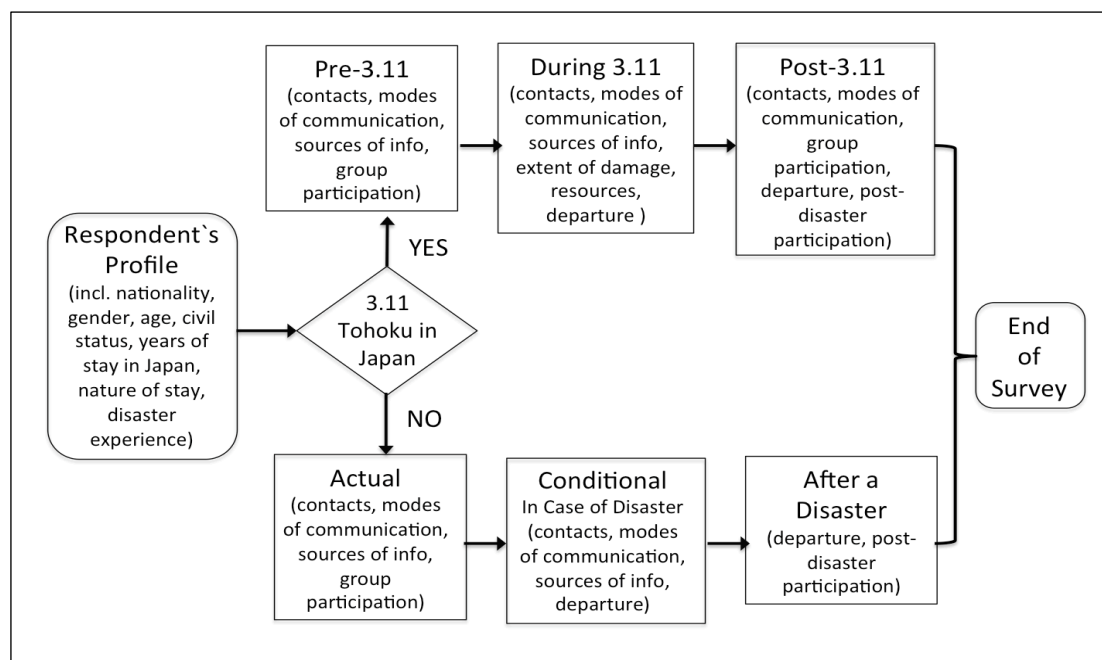 Respondent`s
Profile
(incl. nationality,
gender, age, civil
status, years of
stay in Japan,
nature of stay,
disaster
experience)
3.11
Tohoku in
Japan
YES
Pre-3.11
(contacts, modes
of communication,
sources of info,
group
participation)
During 3.11
(contacts, modes of
communication,
sources of info,
extent of damage,
resources,
departure )
Post-3.11
(contacts, modes of
communication,
group
participation,
departure, post-
disaster
participation)
NO
Actual
(contacts, modes
of communication,
sources of info,
group
participation)
Conditional
In Case of Disaster
(contacts, modes
of communication,
sources of info,
departure)
After a
Disaster
(departure, post-
disaster
participation)
End
of
Survey